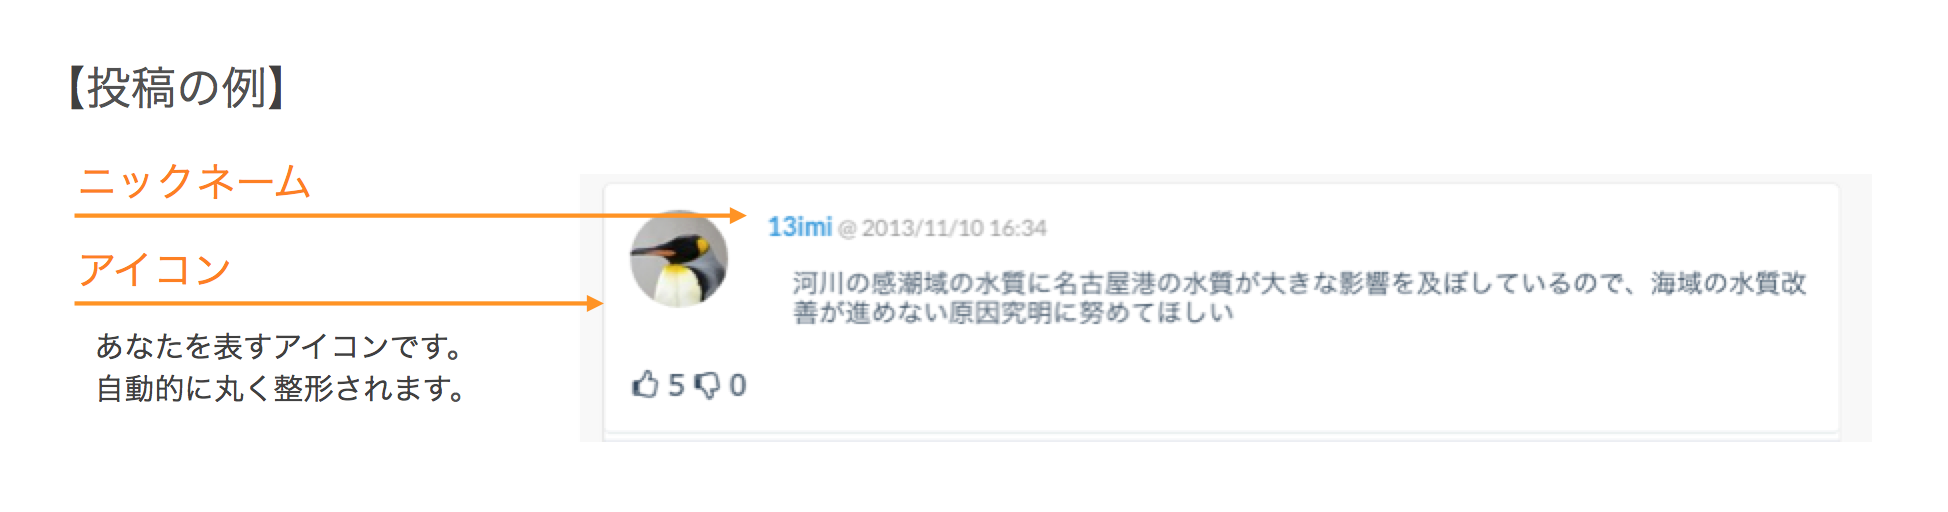 【投稿の例】
ニックネーム
13imi @ 2013/11/10 16:34
アイコン
河川の感潮域の水質に名古屋港の水質が大きな影響を及ぼしているので、海域の水質改
善が進めない原因究明に努めてほしい
あなたを表すアイコンです。
自動的に丸く整形されます。
5 0